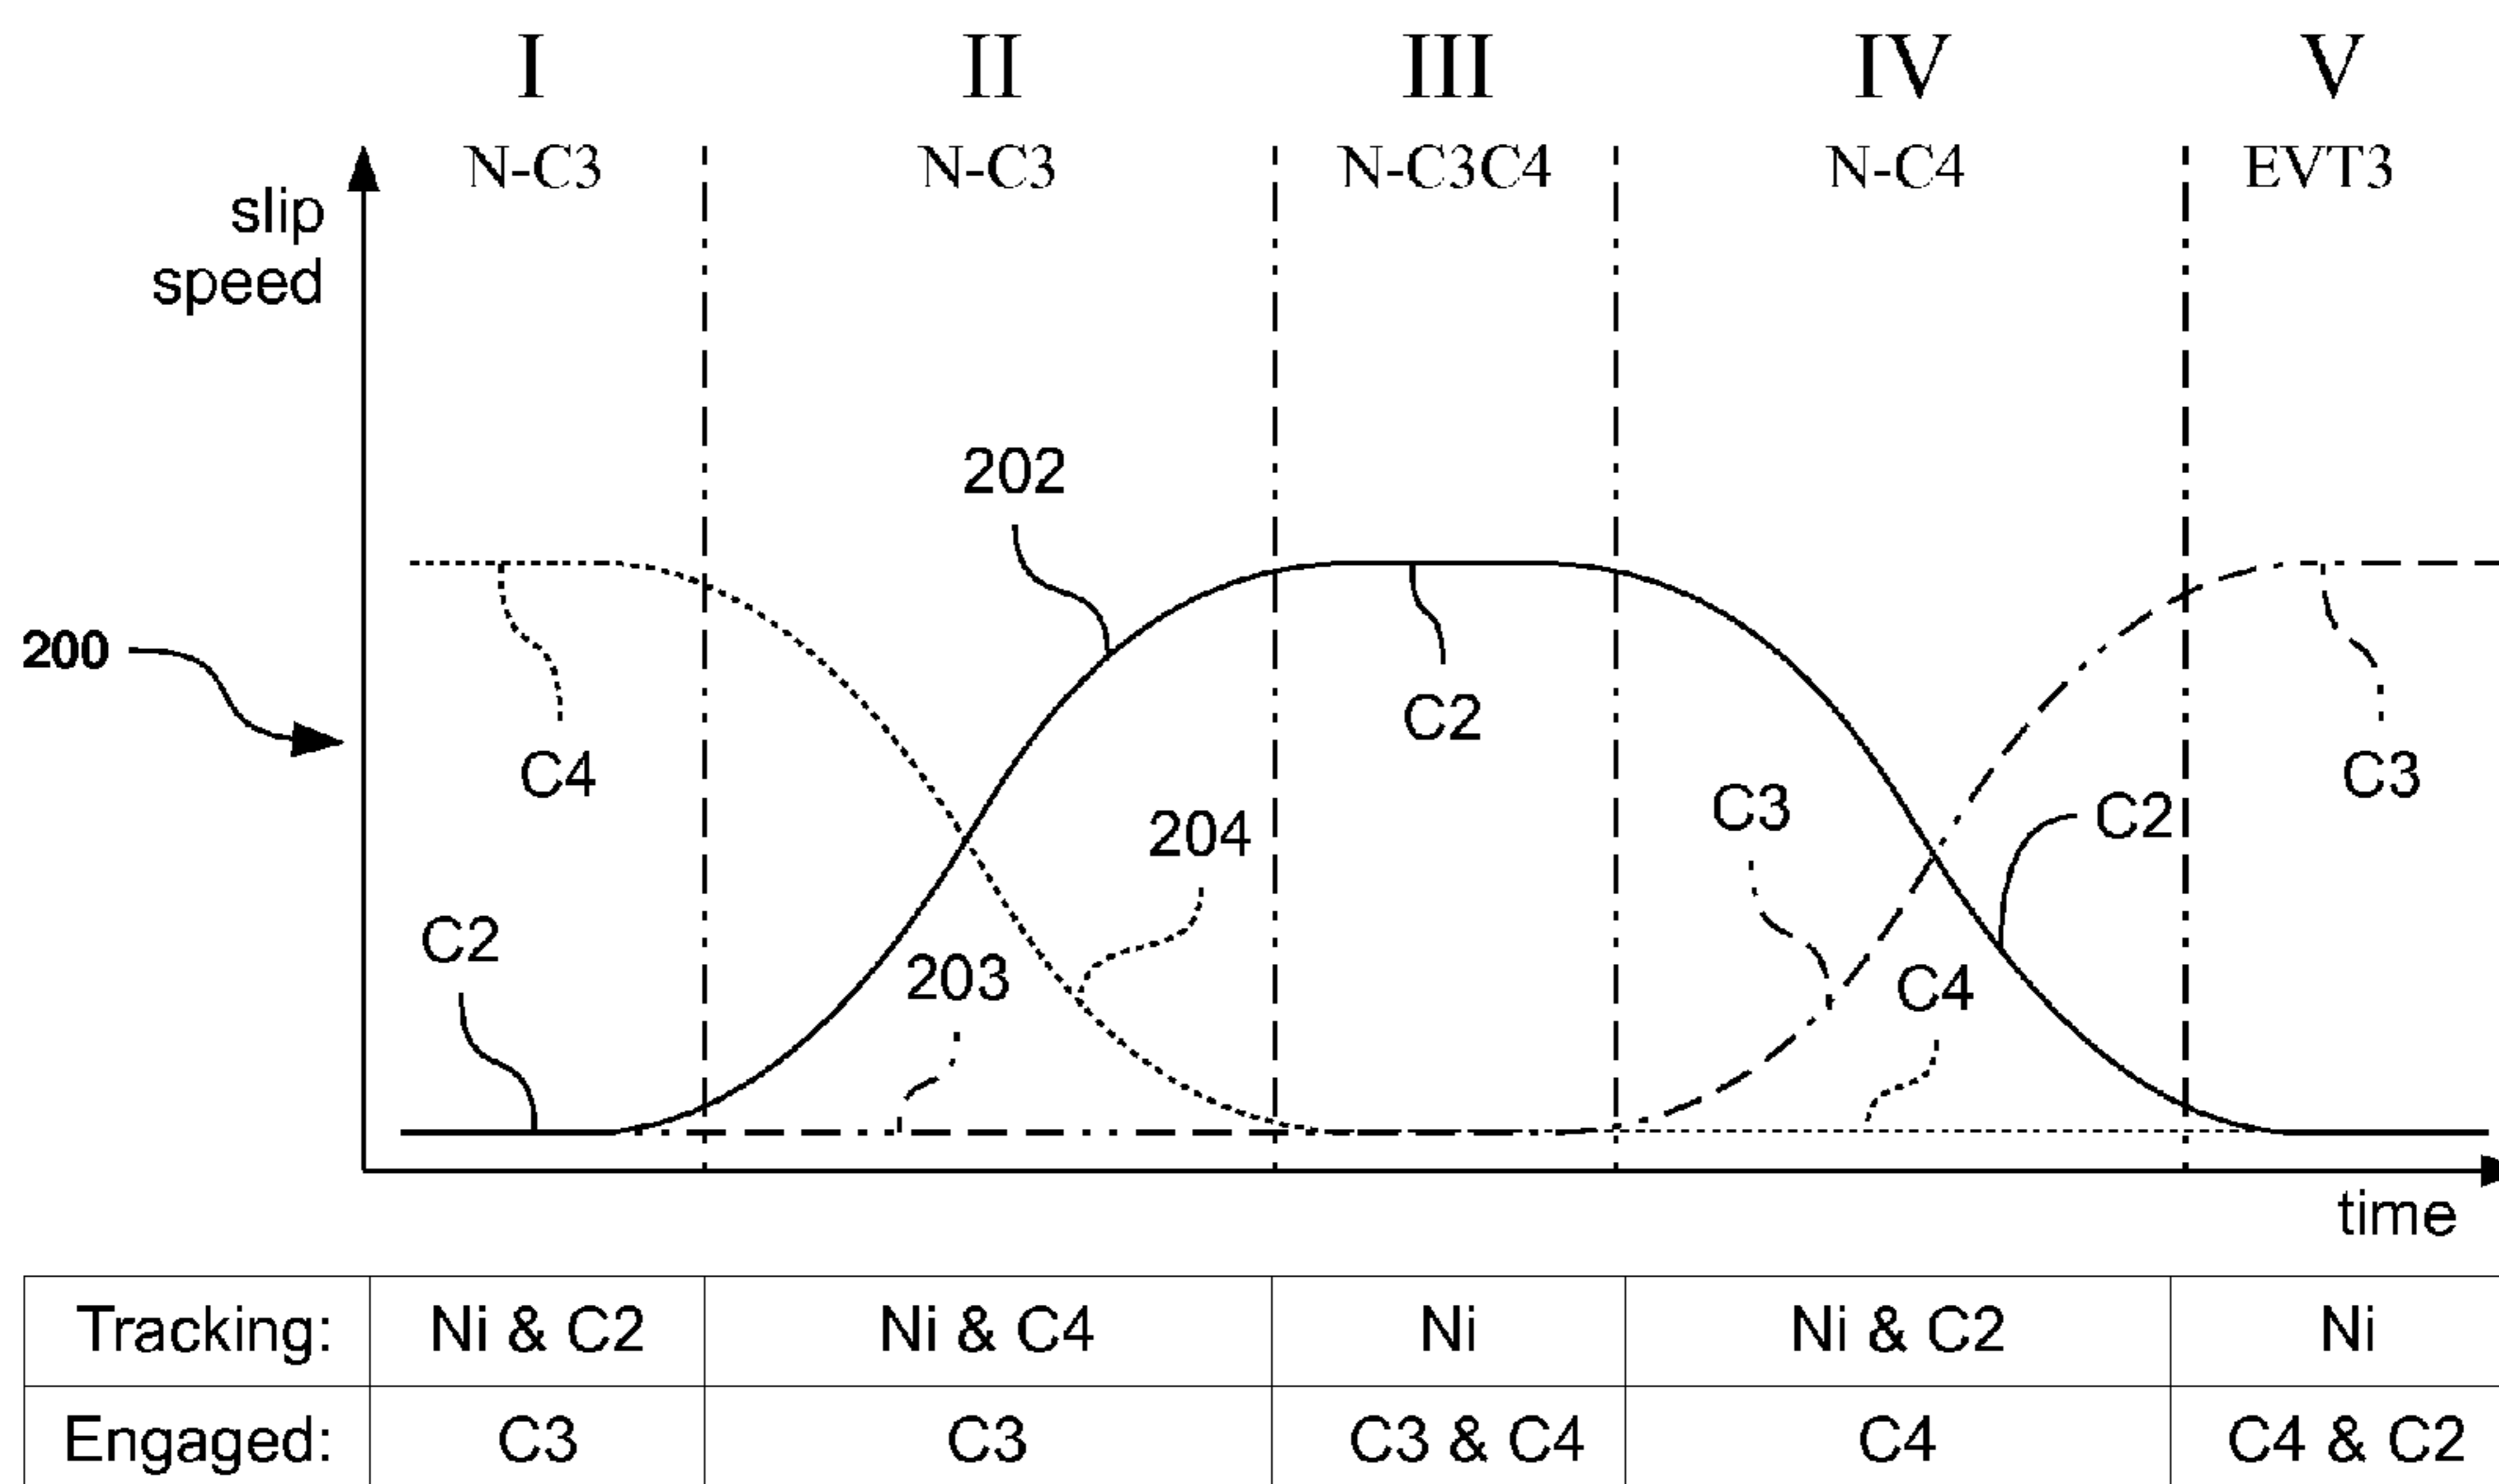 I II III IV V
N-C3 N-C3 N-C3C4 N-C4 EVT3
slip
speed
202
200
C2
C4
C3
C3
C2
204
C2
203
C4
time
Tracking: Ni & C2 Ni & C4 Ni Ni & C2 Ni
Engaged: C3 C3 C3 & C4 C4 C4 & C2